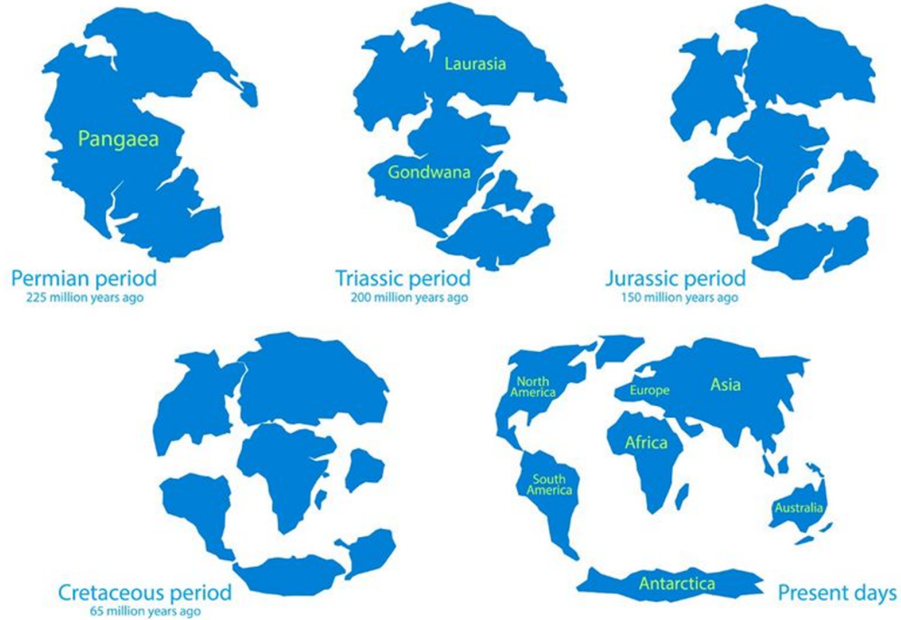 Pangaea
Permian period
225 million years ago
Laurasia
Gondwana
Triassic period
200 million years ago
Jurassic period
150 million years ago
Cretaceous period
65 million years ago
North
America
Europe
Asia
Africa
South
America
Australia
Antarctica
Present days